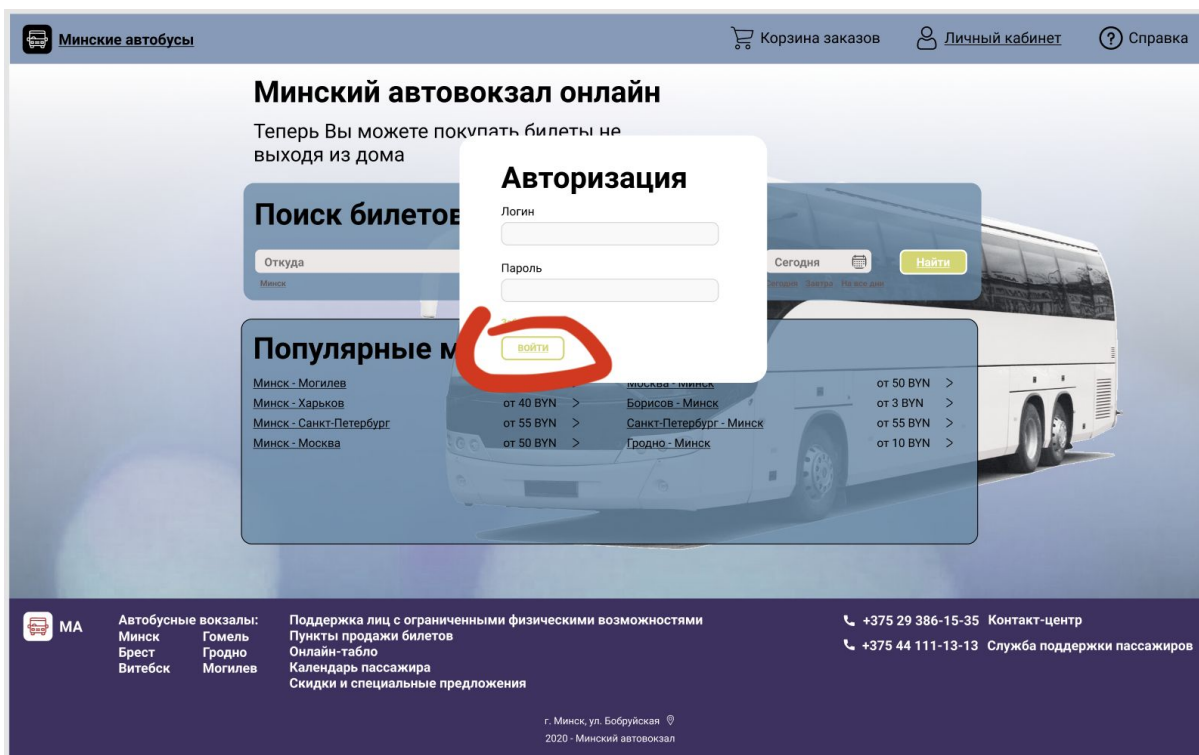 Минские автобусы
Корзина заказов
Личный кабинет
Справка
Минский автовокзал онлайн
Теперь Вы можете покупать билеты не
выходя из дома
Авторизация
Логин
Пароль
войти
Поиск билетов
Откуда
Минск
Сегодня
Найти
Сегодня Завтра На все дни
Популярные м
Минск - Могилев
Москва - Минск от 50 BYN >
Минск - Харьков от 40 BYN >
Борисов - Минск от 3 BYN >
Минск - Санкт-Петербург от 55 BYN >
Санкт-Петербург - Минск от 55 BYN >
Минск - Москва от 50 BYN >
Гродно - Минск от 10 BYN >
МА
Автобусные вокзалы:
Минск Гомель
Брест Гродно
Витебск Могилев
Поддержка лиц с ограниченными физическими возможностями
Пункты продажи билетов
Онлайн-табло
Календарь пассажира
Скидки и специальные предложения
+375 29 386-15-35 Контакт-центр
+375 44 111-13-13 Служба поддержки пассажиров
г. Минск, ул. Бобруйская
2020 - Минский автовокзал